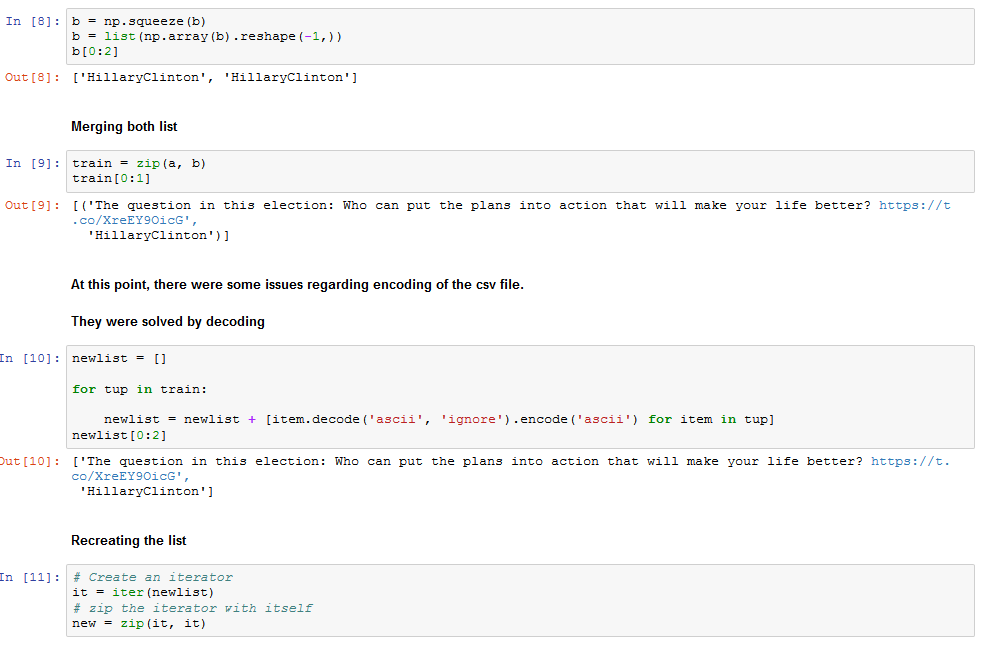 In [8]: b = np.squeeze(b)
b = list(np.array(b).reshape(-1,))
b[0:2]
Out[8]: ['HillaryClinton', 'HillaryClinton']
Merging both list
In [9]: train = zip(a, b)
train[0:1]
Out[9]: [('The question in this election: Who can put the plans into action that will make your life better? https://t
.co/XreEY9OicG',
'HillaryClinton')]
At this point, there were some issues regarding encoding of the csv file.
They were solved by decoding
In [10]: newlist = []
for tup in train:
newlist = newlist + [item.decode('ascii', 'ignore').encode('ascii') for item in tup]
newlist[0:2]
Out[10]: ['The question in this election: Who can put the plans into action that will make your life better? https://t.
co/XreEY9OicG',
'HillaryClinton']
Recreating the list
In [11]: # Create an iterator
it = iter(newlist)
# zip the iterator with itself
new = zip(it, it)